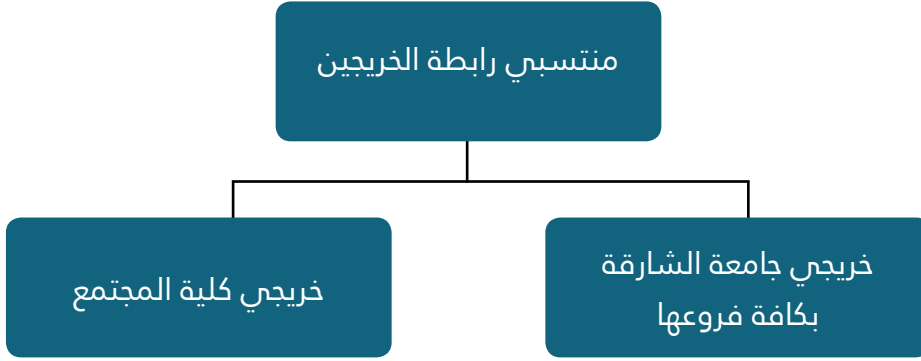 منتسبي رابطة الخريجين
خريجي جامعة الشارقة
بكافة فروعها
خريجي كلية المجتمع